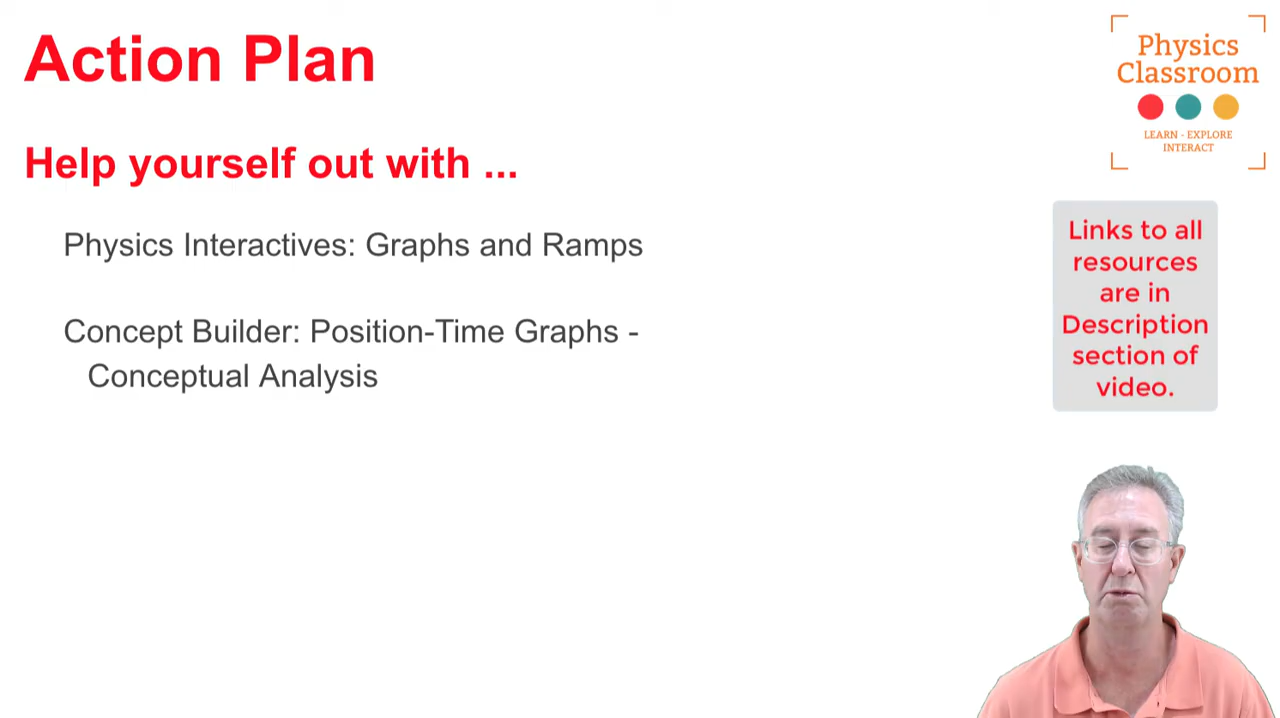 Action Plan
Help yourself out with ...
Physics Interactives: Graphs and Ramps
Concept Builder: Position-Time Graphs -
Conceptual Analysis
Physics
Classroom
LEARN - EXPLORE
INTERACT
Links to all
resources
are in
Description
section of
video.